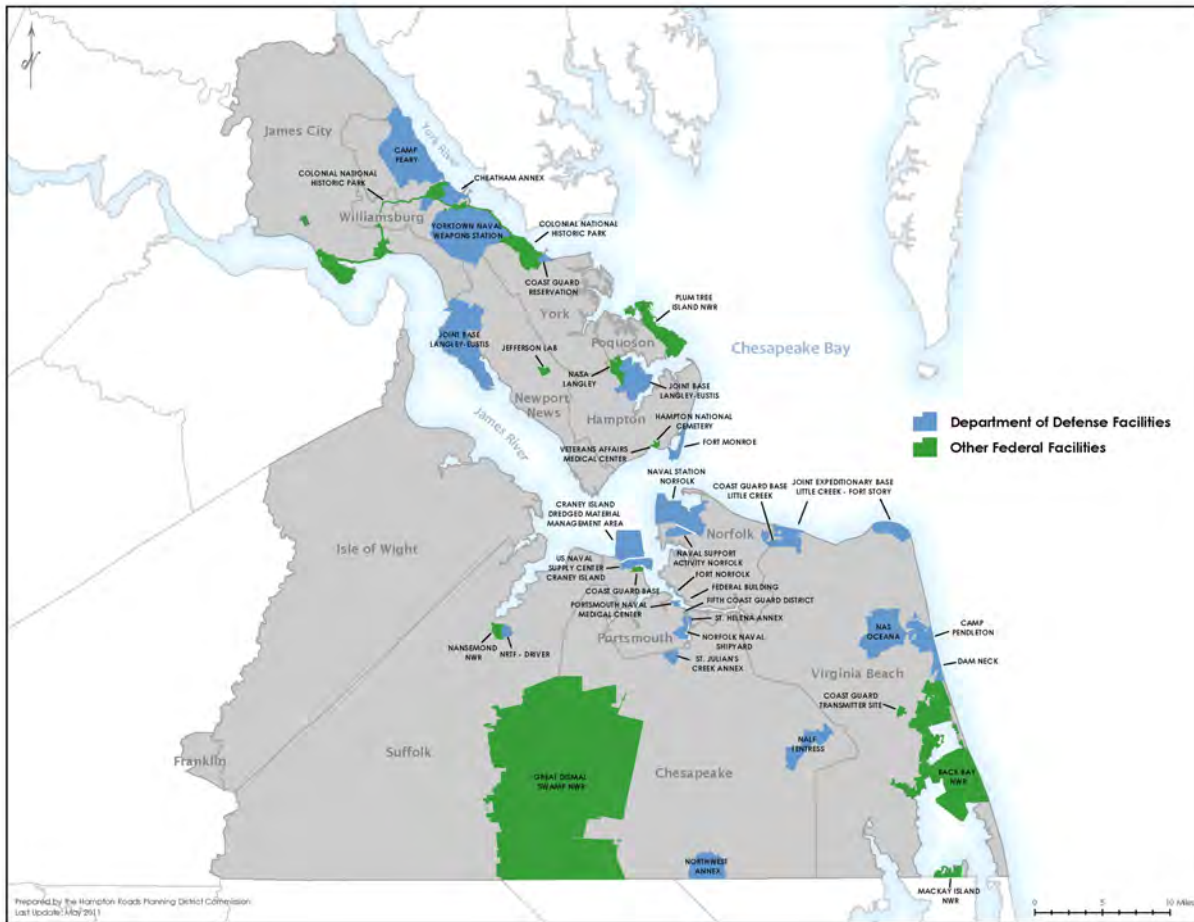 N
James City
York River
CAMP
PEARY
COLONIAL NATIONAL
HISTORIC PARK
CHEATHAM ANNEX
Williamsburg
YORKTOWN NAVAL
WEAPONS STATION
COLONIAL NATIONAL
HISTORIC PARK
COAST GUARD
RESERVATION
York
PLUM TREE
ISLAND NWR
JOINT BASE
LANGLEY-EUSTIS
JEFFERSON LAB
Poquoson
Chesapeake Bay
NASA
LANGLEY
JOINT BASE
LANGLEY-EUSTIS
Newport
News
Hampton
HAMPTON NATIONAL
CEMETERY
James River
VETERANS AFFAIRS
MEDICAL CENTER
FORT MONROE
Department of Defense Facilities
Other Federal Facilities
NAVAL STATION
NORFOLK
COAST GUARD BASE
LITTLE CREEK
JOINT EXPEDITIONARY BASE
LITTLE CREEK - FORT STORY
CRANEY ISLAND
DREDGED MATERIAL
MANAGEMENT AREA
Norfolk
Isle of Wight
US NAVAL
SUPPLY CENTER
CRANEY ISLAND
NAVAL SUPPORT
ACTIVITY NORFOLK
COAST GUARD BASE
FORT NORFOLK
FEDERAL BUILDING
PORTSMOUTH NAVAL
MEDICAL CENTER
FIFTH COAST GUARD DISTRICT
ST. HELENA ANNEX
Portsmouth
NORFOLK NAVAL
SHIPYARD
NANSEMOND
NWR
NRTF - DRIVER
ST. JULIAN'S
CREEK ANNEX
NAS
OCEANA
CAMP
PENDLETON
DAM NECK
Virginia Beach
COAST GUARD
TRANSMITTER SITE
NALF
FENTRESS
Suffolk
Franklin
GREAT DISMAL
SWAMP NWR
Chesapeake
BACK BAY
NWR
NORTHWEST
ANNEX
MACKAY ISLAND
NWR
Prepared by the Hampton Roads Planning District Commission
Last Update: May 2011
0 5 10 Miles